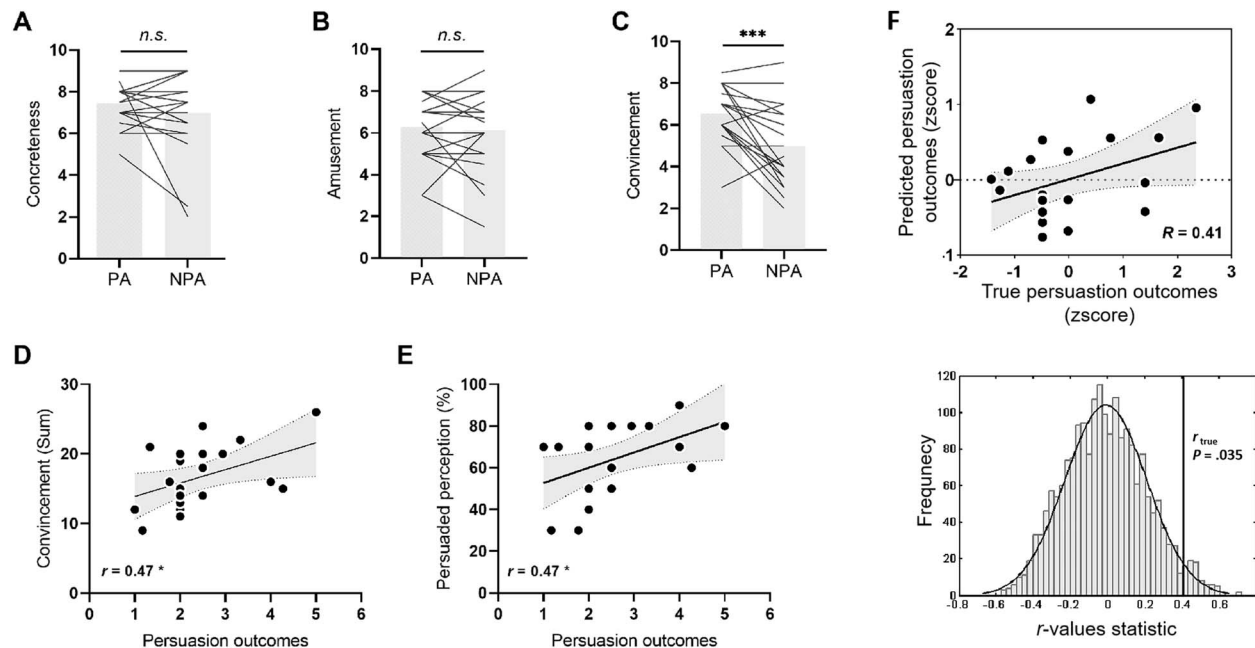 A
n.s.
Concreteness
10
8
6
4
2
0
PA
NPA
B
n.s.
Amusement
10
8
6
4
2
0
PA
NPA
C
***
Convincement
10
8
6
4
2
0
PA
NPA
D
Convincement (Sum)
30
20
10
0
r = 0.47 *
0
1
2
3
4
5
6
Persuasion outcomes
E
Persuaded perception (%)
100
80
60
40
20
0
r = 0.47 *
0
1
2
3
4
5
6
Persuasion outcomes
F
Predicted persuation
outcomes (zscore)
2
1
0
-1
R = 0.41
-2
-1
0
1
2
3
True persuastion outcomes
(zscore)
Frequnecy
120
100
80
60
40
20
0
r true
P = .035
-0.8
-0.6
-0.4
-0.2
0
0.2
0.4
0.6
r-values statistic